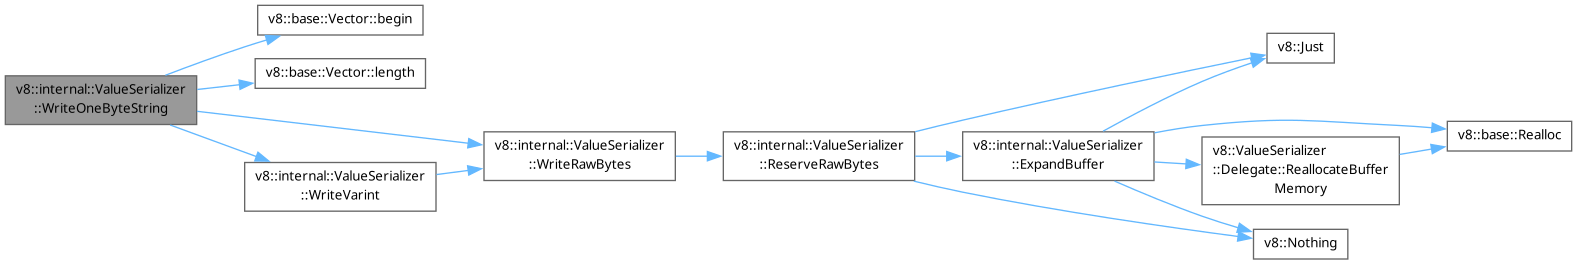 v8::base::Vector::begin
v8::base::Vector::length
v8::internal::ValueSerializer
::WriteOneByteString
v8::internal::ValueSerializer
::WriteVarint
v8::internal::ValueSerializer
::WriteRawBytes
v8::internal::ValueSerializer
::ReserveRawBytes
v8::internal::ValueSerializer
::ExpandBuffer
v8::Just
v8::ValueSerializer
::Delegate::ReallocateBuffer
Memory
v8::Nothing
v8::base::Realloc